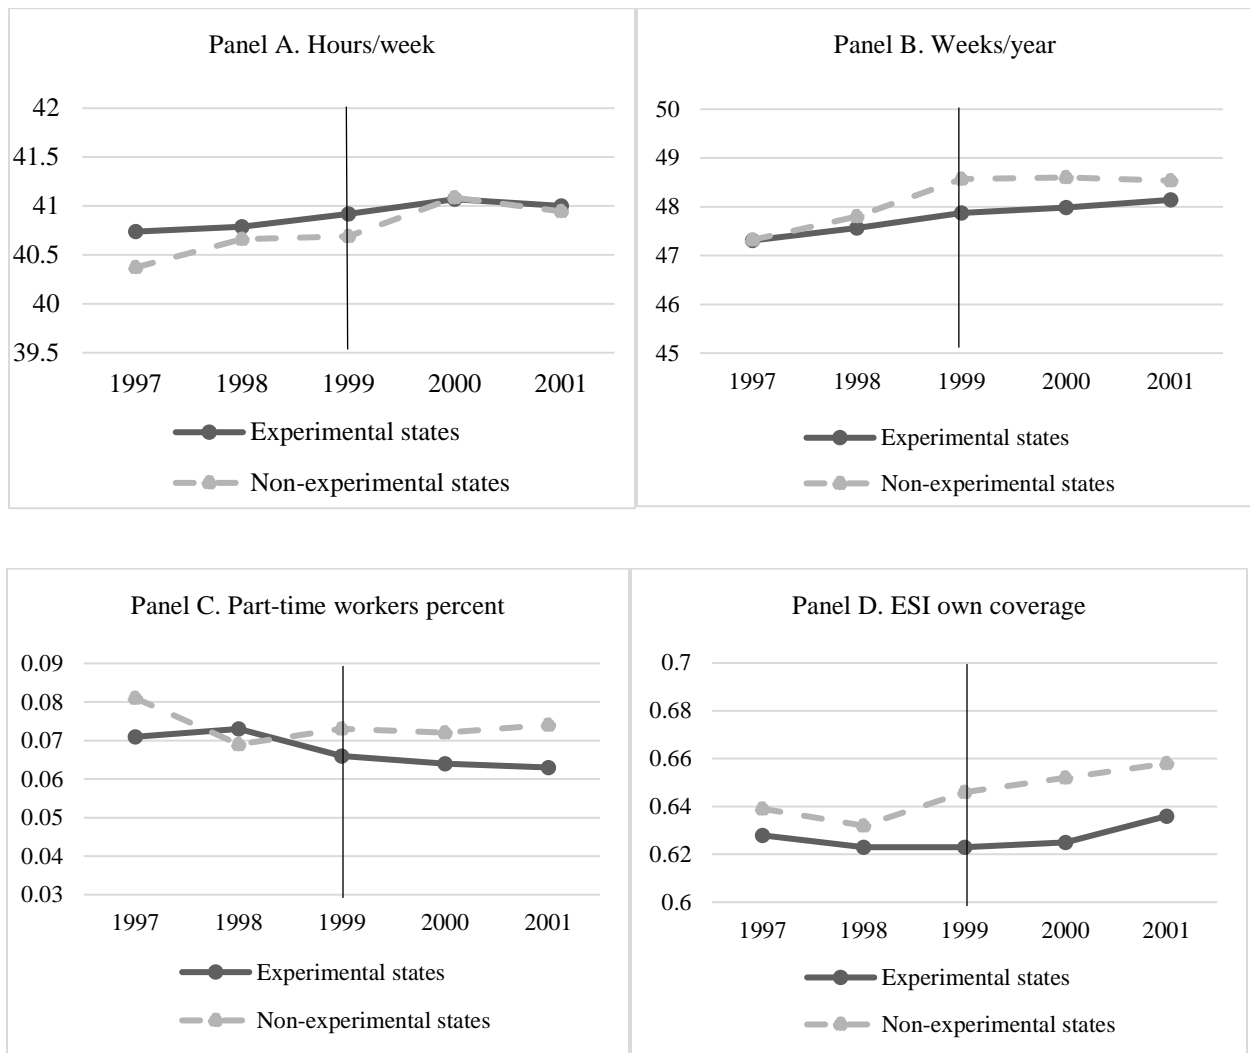 Panel A. Hours/week
42
41.5
41
40.5
40
39.5
1997 1998 1999 2000 2001
Experimental states
Non-experimental states
Panel B. Weeks/year
50
49
48
47
46
45
1997 1998 1999 2000 2001
Experimental states
Non-experimental states
Panel C. Part-time workers percent
0.09
0.08
0.07
0.06
0.05
0.04
0.03
1997 1998 1999 2000 2001
Experimental states
Non-experimental states
Panel D. ESI own coverage
0.7
0.68
0.66
0.64
0.62
0.6
1997 1998 1999 2000 2001
Experimental states
Non-experimental states